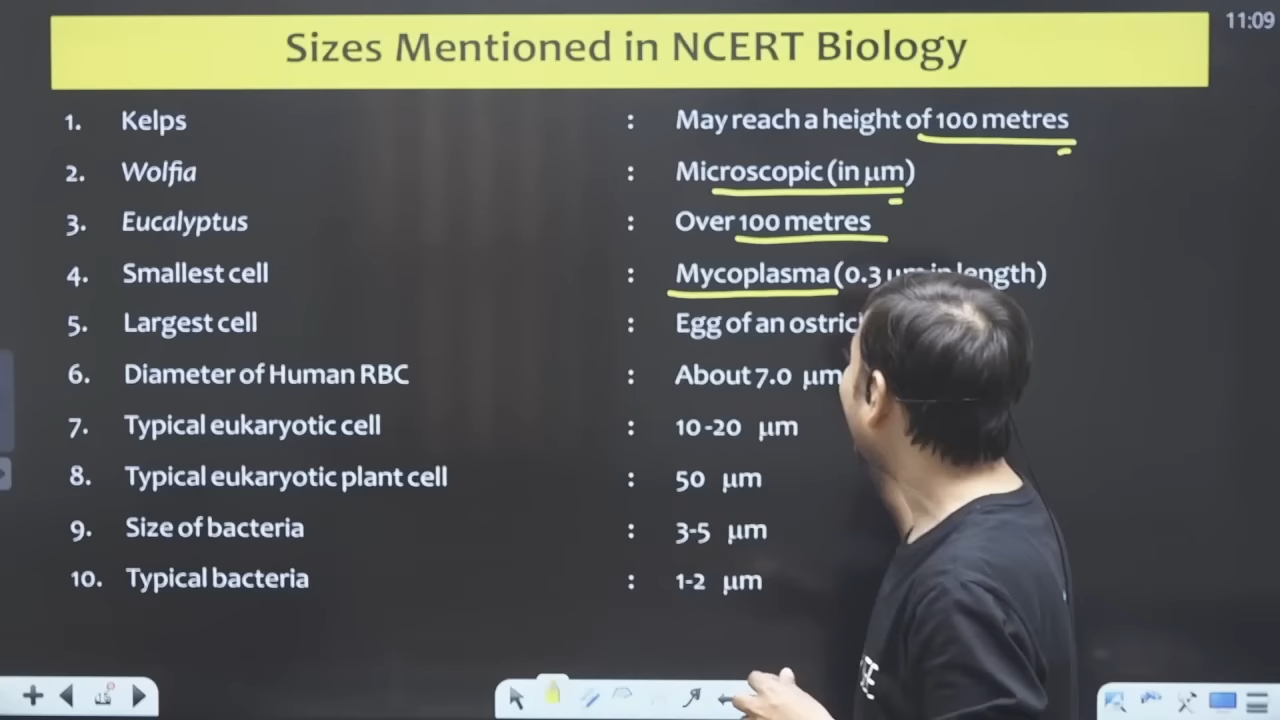 11:09
Sizes Mentioned in NCERT Biology
1. Kelps : May reach a height of 100 metres
2. Wolfia : Microscopic (in μm)
3. Eucalyptus : Over 100 metres
4. Smallest cell : Mycoplasma (0.3 μm in length)
5. Largest cell : Egg of an
6. Diameter of Human RBC : About 7.0 μm
7. Typical eukaryotic cell : 10-20 μm
8. Typical eukaryotic plant cell : 50 μm
9. Size of bacteria : 3-5 μm
10. Typical bacteria : 1-2 μm